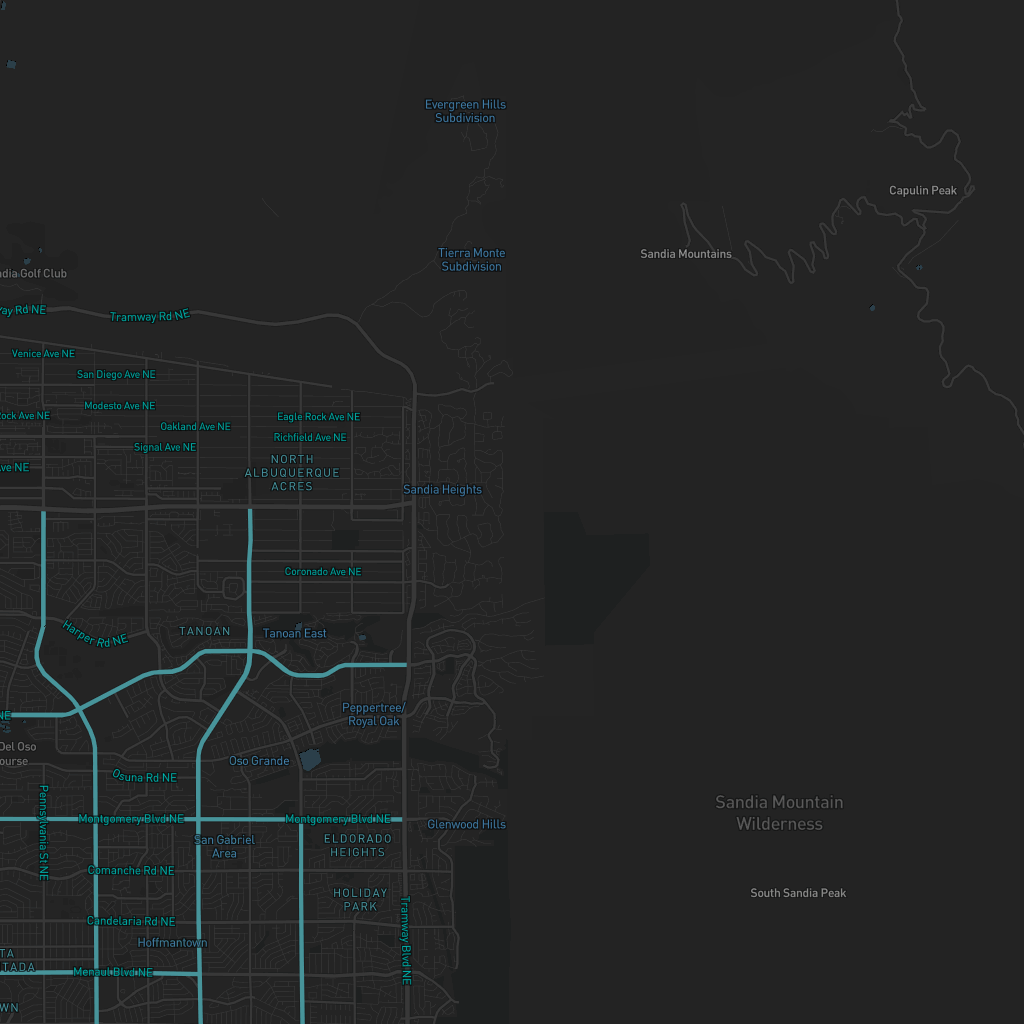 Evergreen Hills
Subdivision
Capulin Peak
Tierra Monte
Subdivision
Sandia Mountains
dia Golf Club
ay Rd NE
Tramway Rd NE
Venice Ave NE
San Diego Ave NE
Modesto Ave NE
Rock Ave NE
Eagle Rock Ave NE
Oakland Ave NE
Richfield Ave NE
Signal Ave NE
NORTH
ALBUQUERQUE
ACRES
Ave NE
Sandia Heights
Coronado Ave NE
Harper Rd NE
TANOAN
Tanoan East
NE
Peppertree/
Royal Oak
Del Oso
ourse
Oso Grande
Osuna Rd NE
Pennsylvania St NE
Sandia Mountain
Wilderness
Montgomery Blvd NE
Montgomery Blvd NE
Glenwood Hills
San Gabriel
Area
ELDORADO
HEIGHTS
Comanche Rd NE
HOLIDAY
PARK
South Sandia Peak
Candelaria Rd NE
Tramway Blvd NE
Hoffmantown
TA
TADA
Menaul Blvd NE
WN